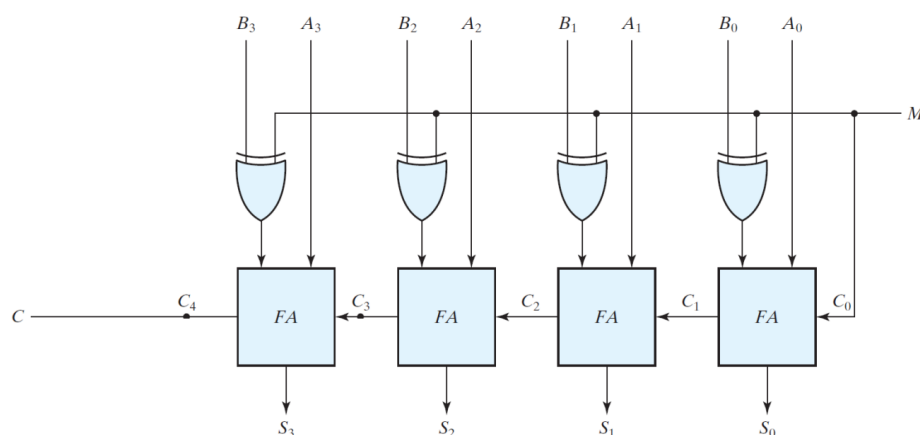 B₃ A₃ B₂ A₂ B₁ A₁ B₀ A₀
M
C C₄ C₃ C₂ C₁ C₀
FA FA FA FA
S₃ S₂ S₁ S₀